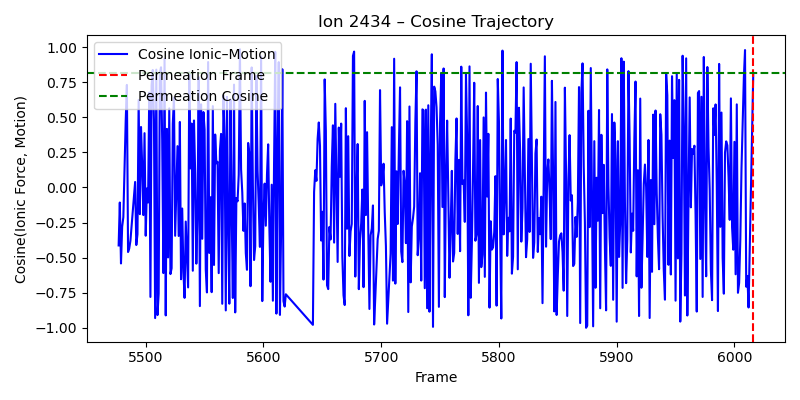 Ion 2434 – Cosine Trajectory
Cosine(Ionic Force, Motion)
1.00
0.75
0.50
0.25
0.00
−0.25
−0.50
−0.75
−1.00
Cosine Ionic–Motion
Permeation Frame
Permeation Cosine
5500
5600
5700
5800
5900
6000
Frame